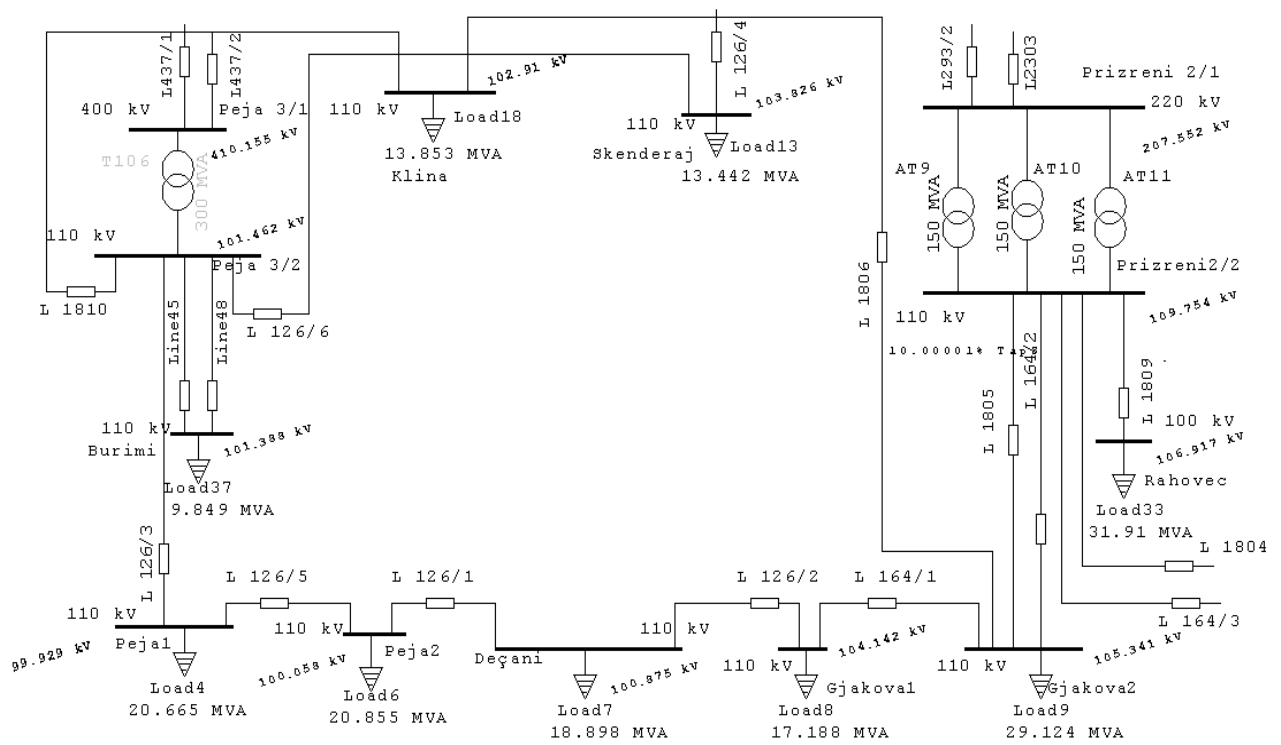 L437/1
L437/2
400 kV
Peja 3/1
410.155 kV
T106
300 MVA
110 kV
101.462 kV
Peja 3/2
L 1810
Line45
Line48
L 126/6
110 kV
Burimi
101.388 kV
Load37
9.849 MVA
102.91 kV
110 kV
Load18
13.853 MVA
Klina
L 126/4
103.826 kV
110 kV
Skenderaj
Load13
13.442 MVA
L293/2
L2303
Prizreni 2/1
220 kV
207.552 kV
AT9
150 MVA
AT10
150 MVA
AT11
150 MVA
Prizreni2/2
109.754 kV
110 kV
10.00001% Taps
L 1806
L 1805
L 164/2
L 1809
100 kV
106.917 kV
Rahovec
Load33
31.91 MVA
L 1804
L 164/3
L 126/3
110 kV
99.929 kV
Peja1
Load4
20.665 MVA
L 126/5
110 kV
100.058 kV
Peja2
Load6
20.855 MVA
L 126/1
110 kV
Deçani
100.875 kV
Load7
18.898 MVA
L 126/2
110 kV
104.142 kV
Gjakova1
Load8
17.188 MVA
L 164/1
110 kV
105.341 kV
Gjakova2
Load9
29.124 MVA